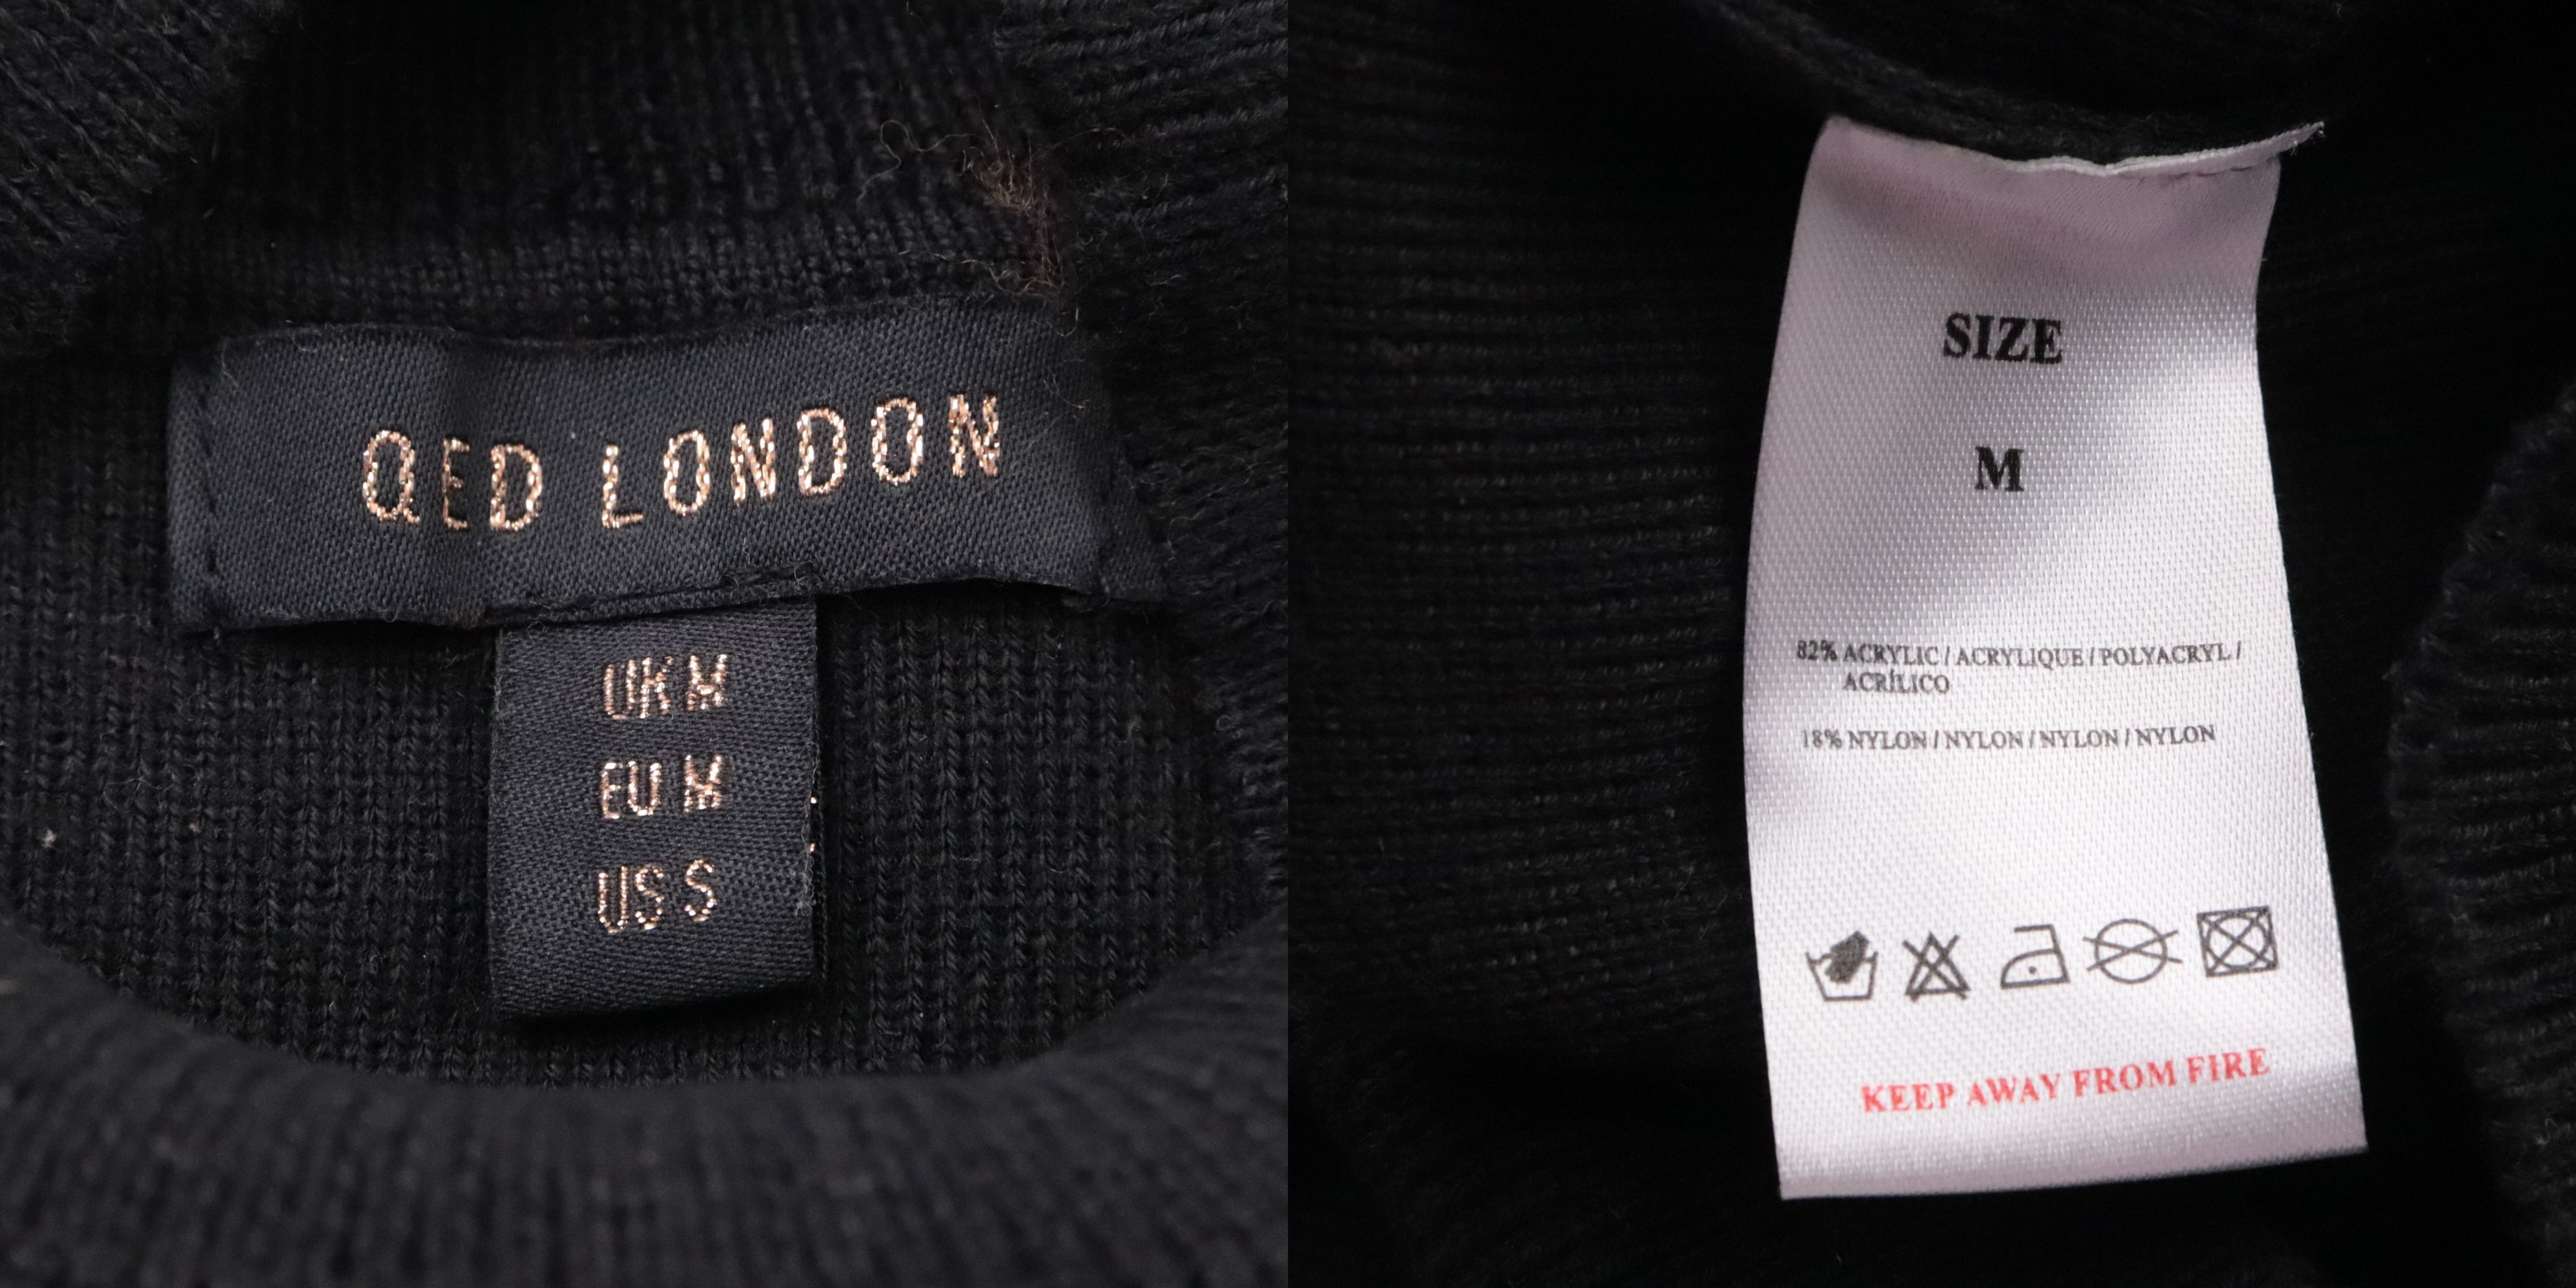 QED LONDON
UK M
EU M
US S
SIZE
M
82% ACRYLIC / ACRYLIQUE / POLYACRYL /
ACRÍLICO
18% NYLON / NYLON / NYLON / NYLON
KEEP AWAY FROM FIRE